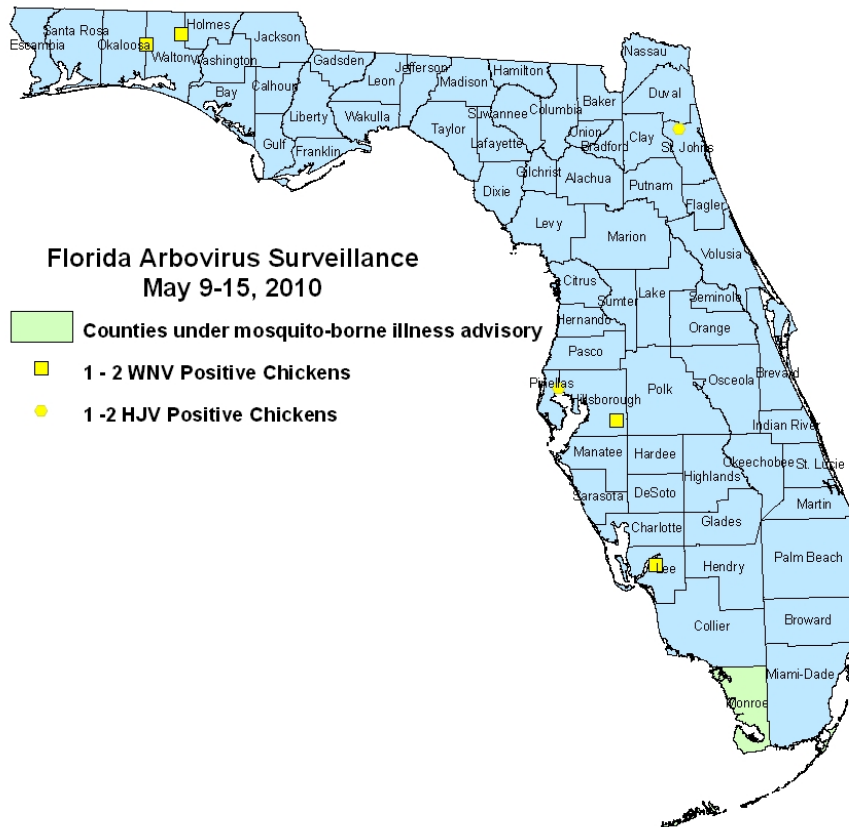 Holmes
Santa Rosa
Jackson
Escambia
Okaloosa
Walton
Washington
Gadsden
Jefferson
Hamilton
Nassau
Leon
Madison
Calhoun
Bay
Duval
Baker
Columbia
Suwannee
Liberty
Wakulla
Taylor
Union
Clay
Lafayette
Bradford
St. Johns
Gulf
Franklin
Gilchrist
Alachua
Putnam
Dixie
Flagler
Levy
Marion
Volusia
Florida Arbovirus Surveillance
May 9-15, 2010
Counties under mosquito-borne illness advisory
1 - 2 WNV Positive Chickens
1 -2 HJV Positive Chickens
Citrus
Sumter
Lake
Seminole
Hernando
Orange
Pasco
Pinellas
Hillsborough
Polk
Osceola
Brevard
Indian River
Manatee
Hardee
Highlands
Okeechobee
St. Lucie
Sarasota
DeSoto
Martin
Charlotte
Glades
Lee
Hendry
Palm Beach
Collier
Broward
Miami-Dade
Monroe